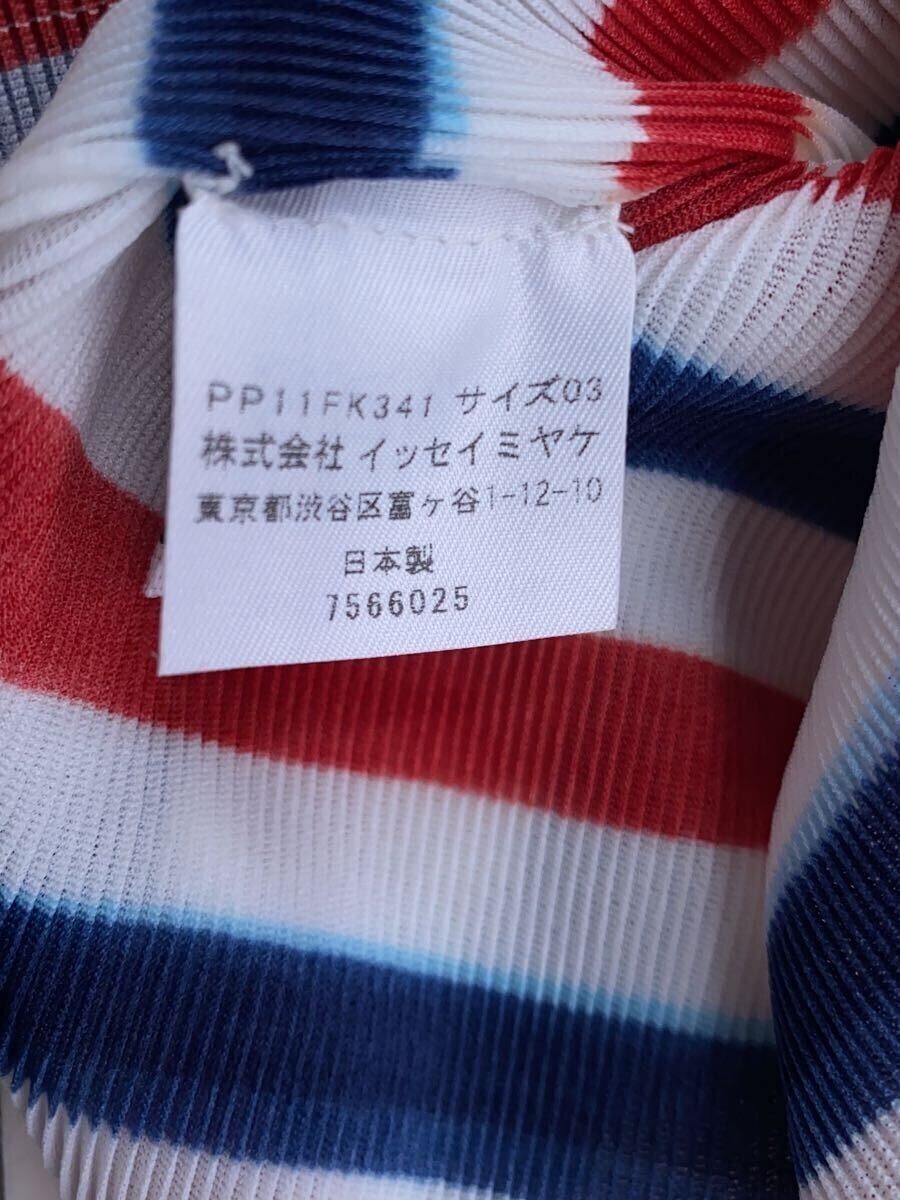 PP11FK341 サイズ03
株式会社 イッセイミヤケ
東京都渋谷区富ヶ谷1-12-10
日本製
7566025